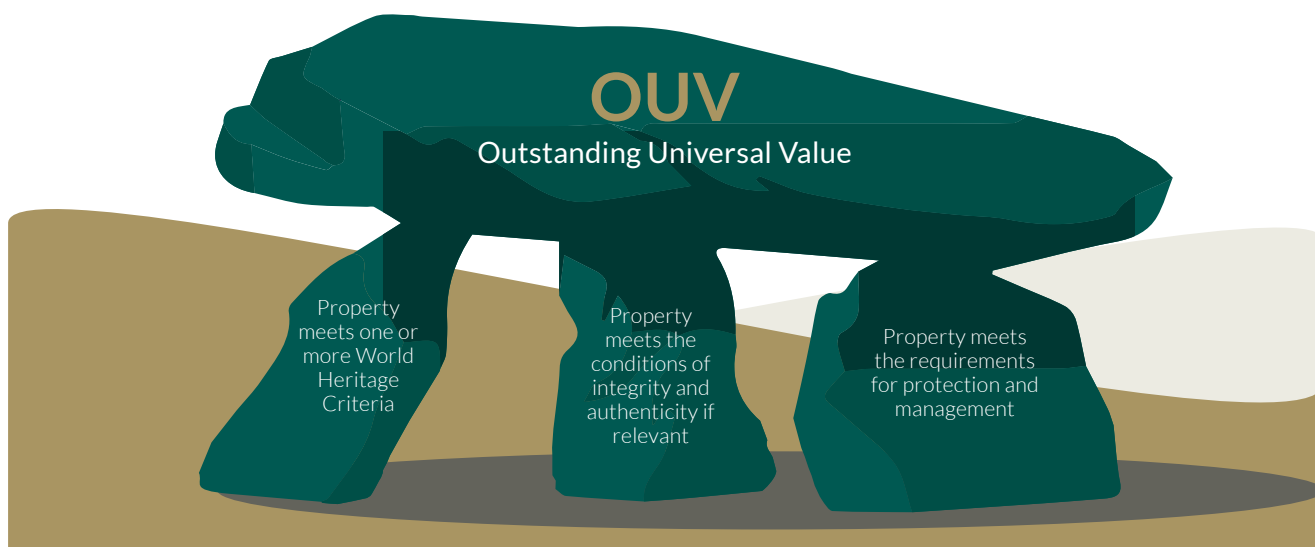 OUV
Outstanding Universal Value
Property
meets one or
more World
Heritage
Criteria
Property
meets the
conditions of
integrity and
authenticity if
relevant
Property meets
the requirements
for protection and
management